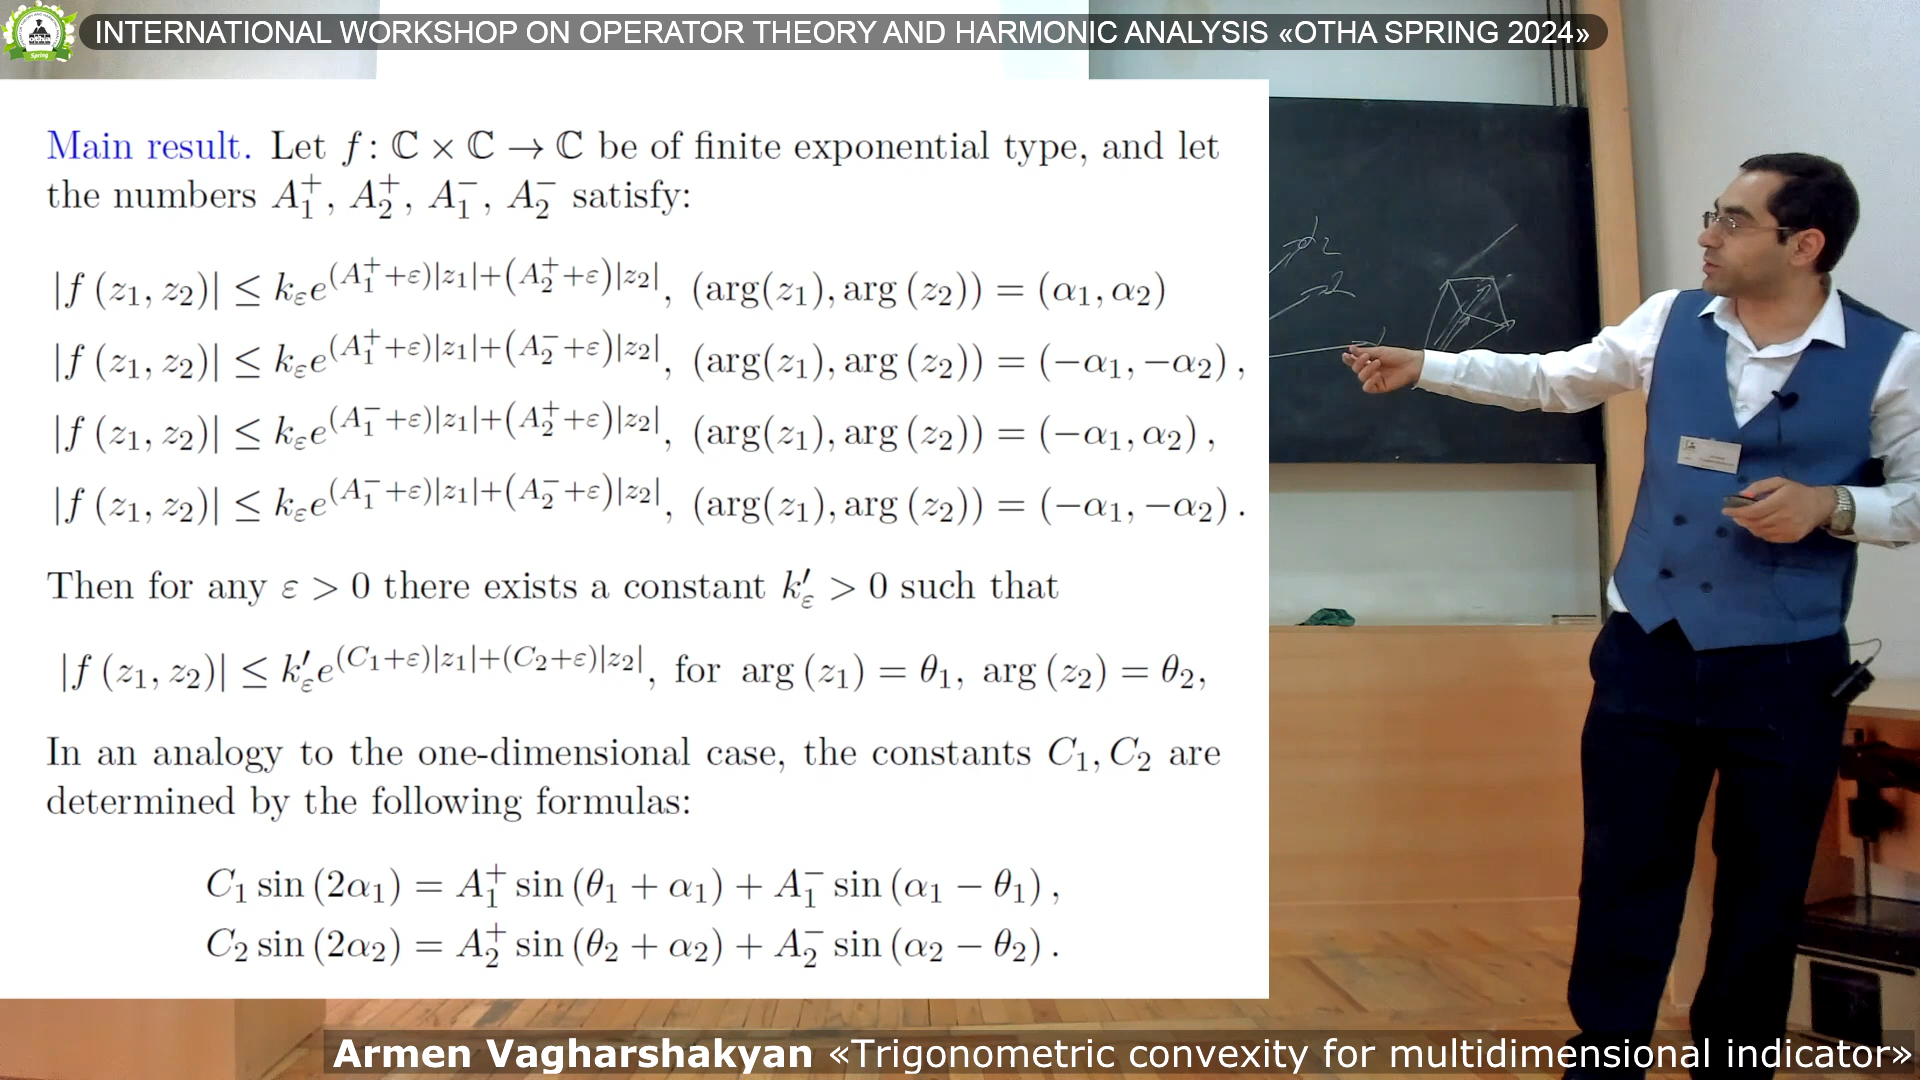 INTERNATIONAL WORKSHOP ON OPERATOR THEORY AND HARMONIC ANALYSIS «OTHA SPRING 2024»
otha
Spring
Main result. Let f : ℂ × ℂ → ℂ be of finite exponential type, and let
the numbers A₁⁺, A₂⁺, A₁⁻, A₂⁻ satisfy:
|f (z₁, z₂)| ≤ k_ε e^{(A₁⁺+ε)|z₁|+(A₂⁺+ε)|z₂|}, (arg(z₁), arg (z₂)) = (α₁, α₂)
|f (z₁, z₂)| ≤ k_ε e^{(A₁⁺+ε)|z₁|+(A₂⁻+ε)|z₂|}, (arg(z₁), arg (z₂)) = (−α₁, −α₂) ,
|f (z₁, z₂)| ≤ k_ε e^{(A₁⁻+ε)|z₁|+(A₂⁺+ε)|z₂|}, (arg(z₁), arg (z₂)) = (−α₁, α₂) ,
|f (z₁, z₂)| ≤ k_ε e^{(A₁⁻+ε)|z₁|+(A₂⁻+ε)|z₂|}, (arg(z₁), arg (z₂)) = (−α₁, −α₂) .
Then for any ε > 0 there exists a constant k′_ε > 0 such that
|f (z₁, z₂)| ≤ k′_ε e^{(C₁+ε)|z₁|+(C₂+ε)|z₂|}, for arg (z₁) = θ₁, arg (z₂) = θ₂,
In an analogy to the one-dimensional case, the constants C₁, C₂ are
determined by the following formulas:
C₁ sin (2α₁) = A₁⁺ sin (θ₁ + α₁) + A₁⁻ sin (α₁ − θ₁) ,
C₂ sin (2α₂) = A₂⁺ sin (θ₂ + α₂) + A₂⁻ sin (α₂ − θ₂) .
Armen Vagharshakyan «Trigonometric convexity for multidimensional indicator»